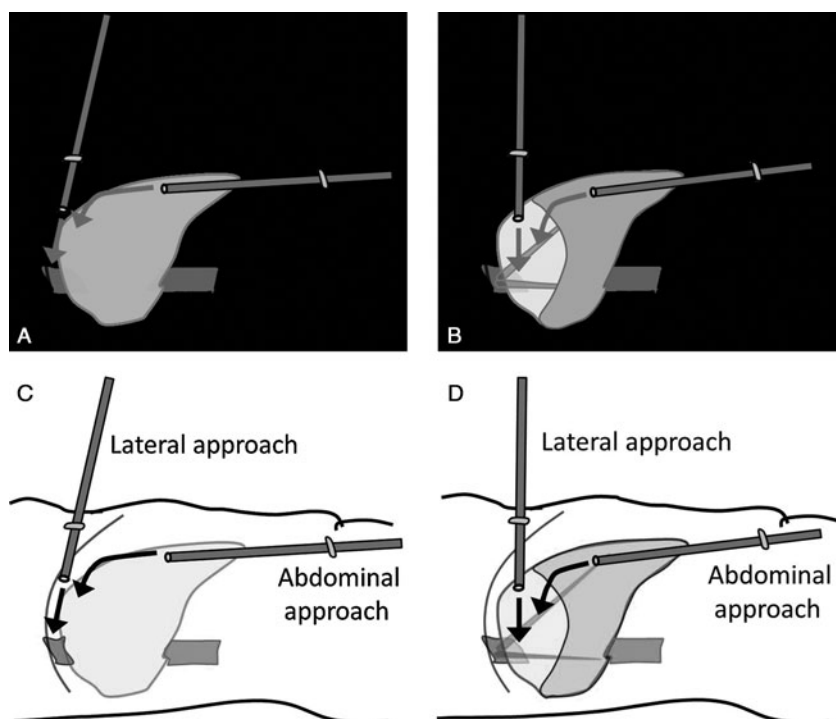 A
B
C
Lateral approach
Abdominal
approach
D
Lateral approach
Abdominal
approach